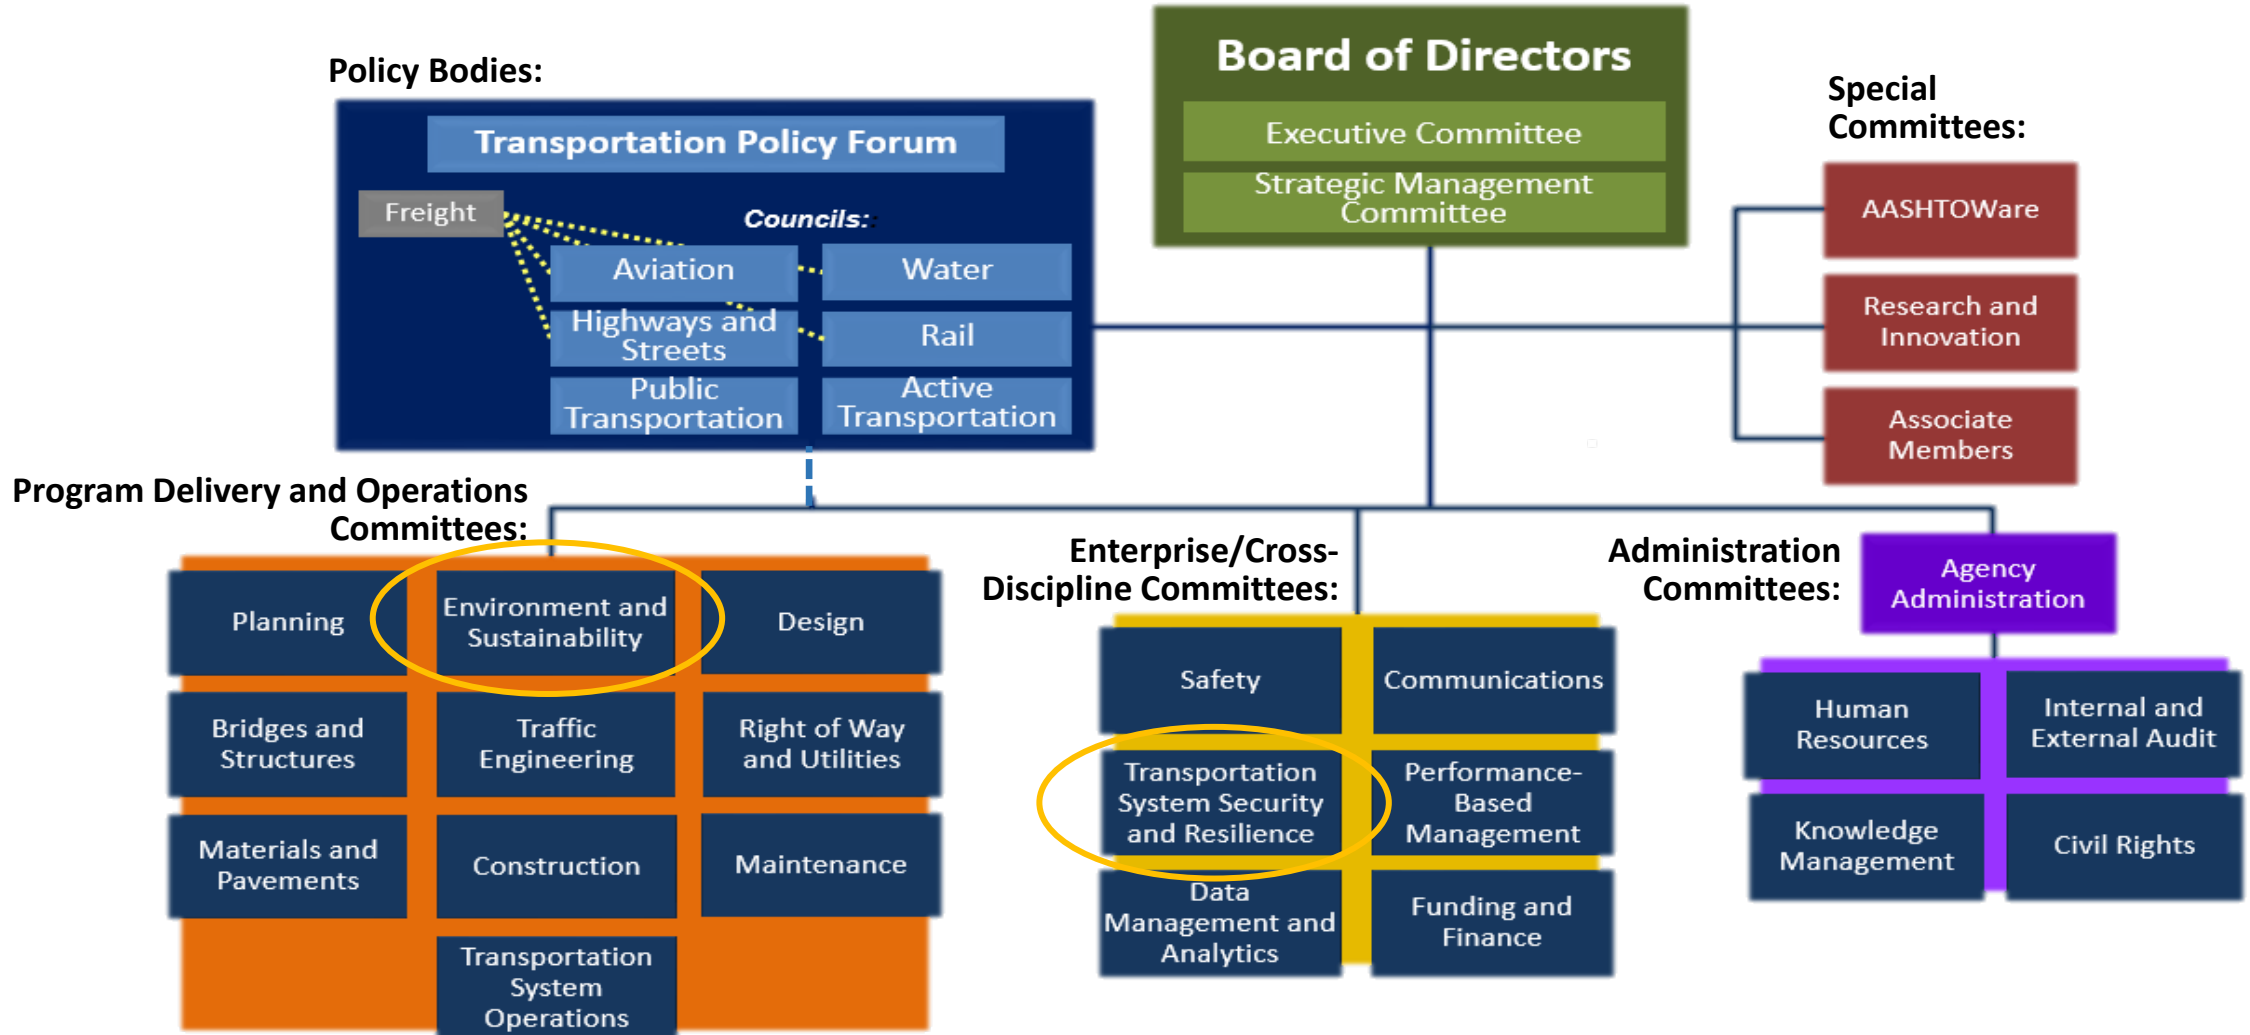 Policy Bodies:
Transportation Policy Forum
Freight
Councils:
Aviation
Water
Highways and
Streets
Rail
Public
Transportation
Active
Transportation
Board of Directors
Executive Committee
Strategic Management
Committee
Special
Committees:
AASHTOWare
Research and
Innovation
Associate
Members
Program Delivery and Operations
Committees:
Planning
Environment and
Sustainability
Design
Bridges and
Structures
Traffic
Engineering
Right of Way
and Utilities
Materials and
Pavements
Construction
Maintenance
Transportation
System
Operations
Enterprise/Cross-
Discipline Committees:
Safety
Communications
Transportation
System Security
and Resilience
Performance-
Based
Management
Data
Management and
Analytics
Funding and
Finance
Administration
Committees:
Agency
Administration
Human
Resources
Internal and
External Audit
Knowledge
Management
Civil Rights